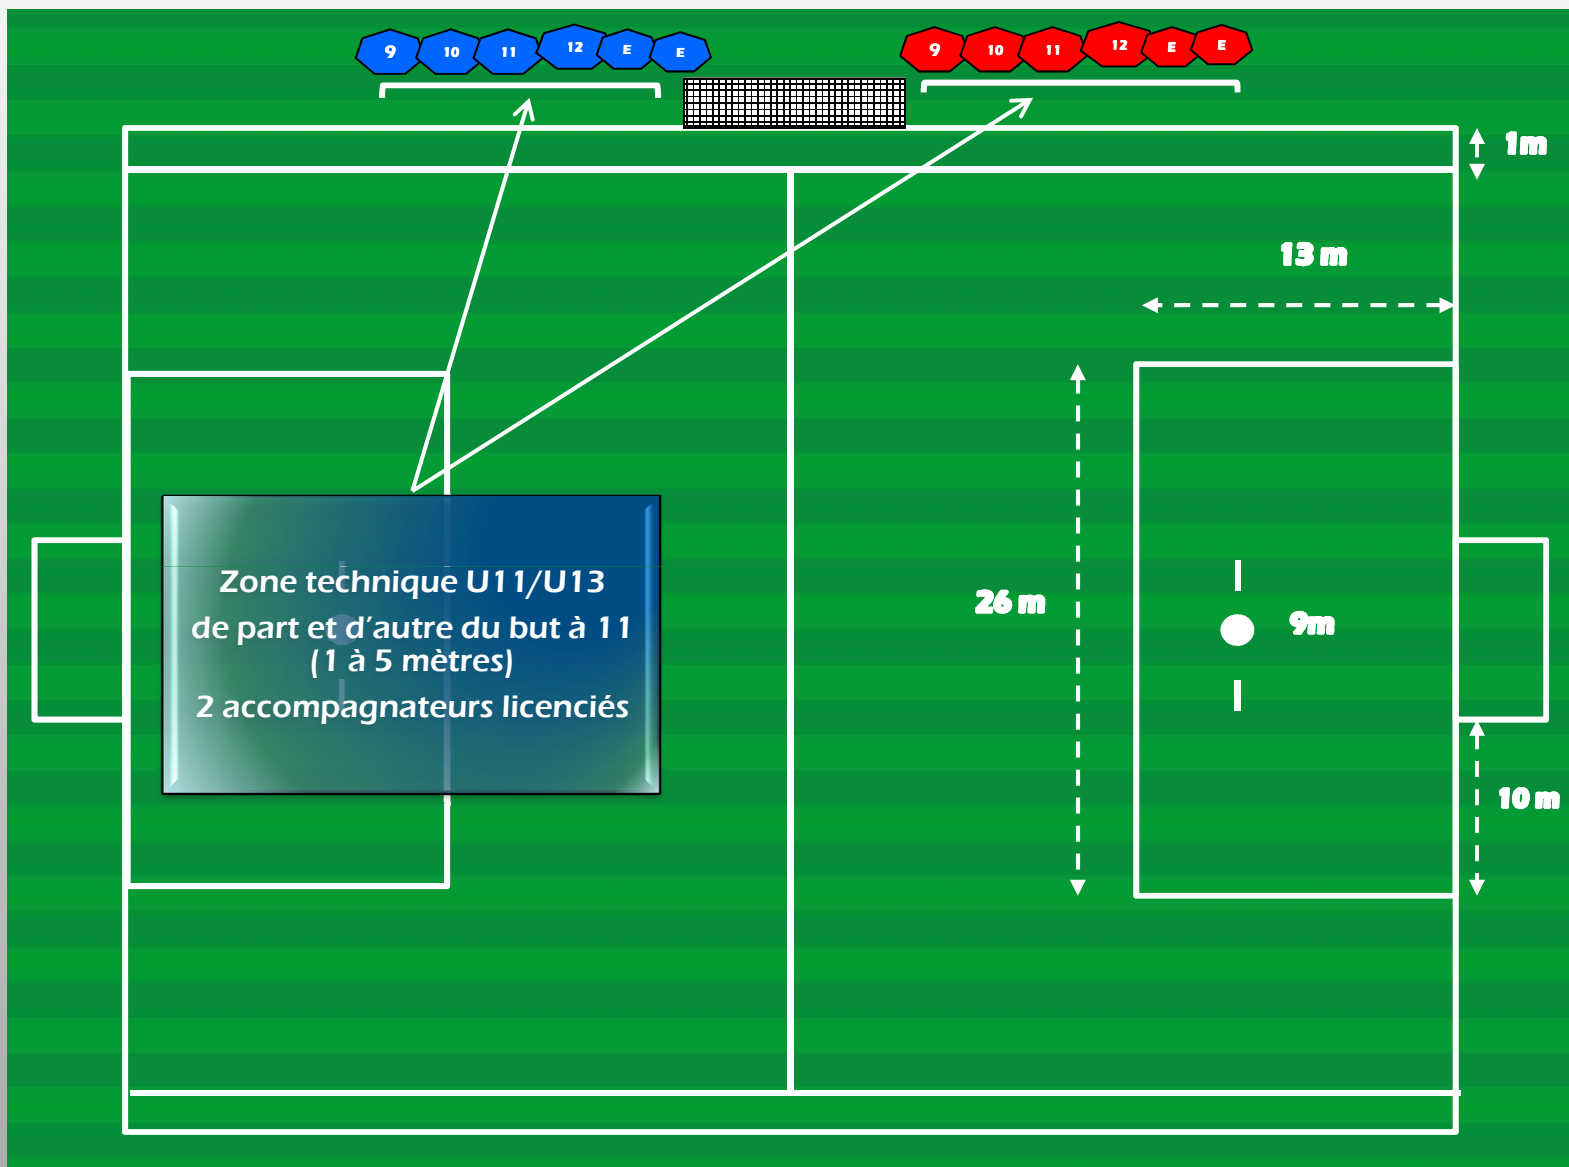 9 10 11 12 E E
9 10 11 12 E E
1m
13 m
26 m
9m
10 m
Zone technique U11/U13
de part et d'autre du but à 11
(1 à 5 mètres)
2 accompagnateurs licenciés